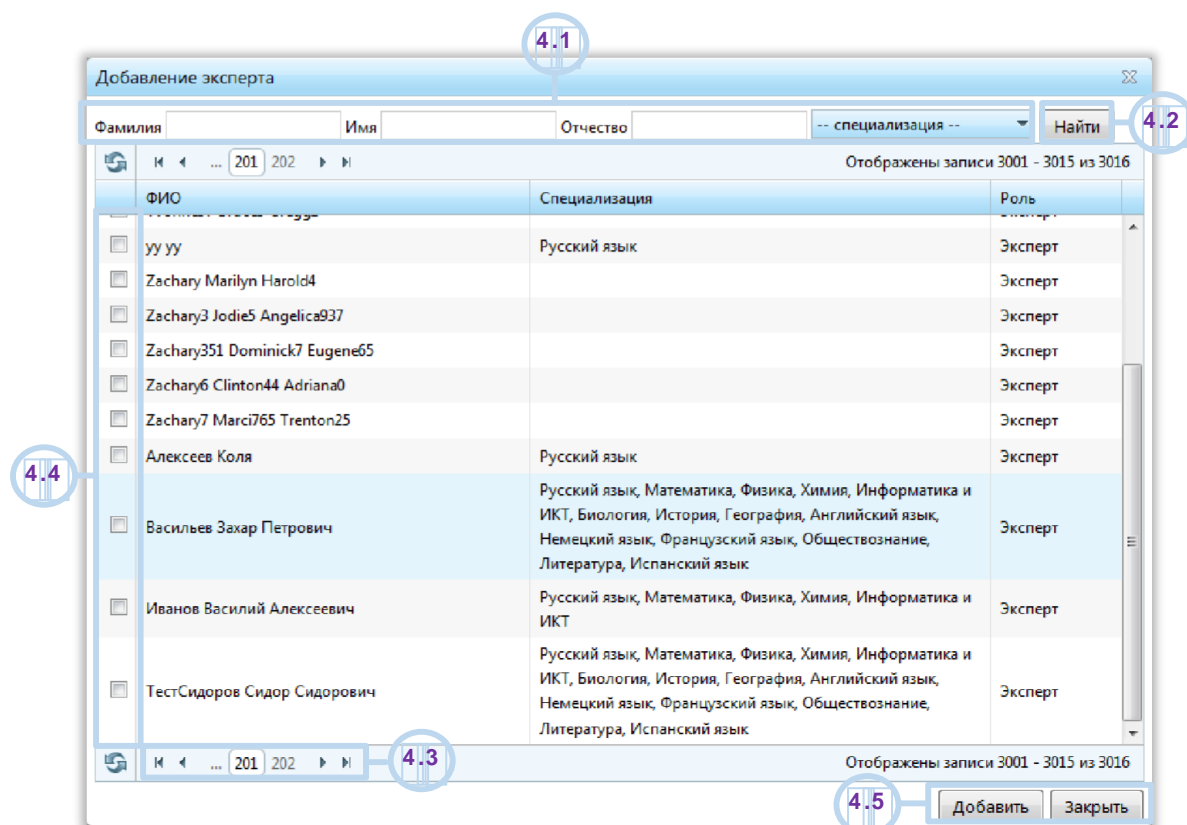 4.1
Добавление эксперта
Фамилия Имя Отчество -- специализация -- Найти 4.2
... 201 202 Отображены записи 3001 - 3015 из 3016
ФИО Специализация Роль
уу уу Русский язык Эксперт
Zachary Marilyn Harold4 Эксперт
Zachary3 Jodie5 Angelica937 Эксперт
Zachary351 Dominick7 Eugene65 Эксперт
Zachary6 Clinton44 Adriana0 Эксперт
Zachary7 Marci765 Trenton25 Эксперт
Алексеев Коля Русский язык Эксперт
4.4
Русский язык, Математика, Физика, Химия, Информатика и
ИКТ, Биология, История, География, Английский язык,
Васильев Захар Петрович Эксперт
Немецкий язык, Французский язык, Обществознание,
Литература, Испанский язык
Русский язык, Математика, Физика, Химия, Информатика и
Иванов Василий Алексеевич Эксперт
ИКТ
Русский язык, Математика, Физика, Химия, Информатика и
ИКТ, Биология, История, География, Английский язык,
ТестСидоров Сидор Сидорович Эксперт
Немецкий язык, Французский язык, Обществознание,
Литература, Испанский язык
... 201 202 4.3 Отображены записи 3001 - 3015 из 3016
4.5 Добавить Закрыть